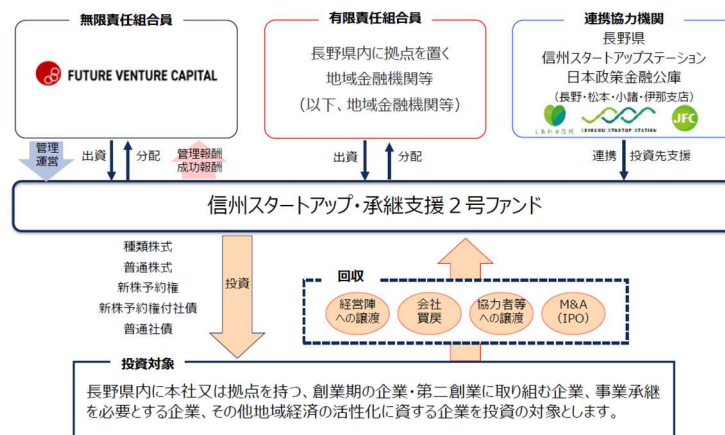 無限責任組合員
FUTURE VENTURE CAPITAL
有限責任組合員
長野県内に拠点を置く
地域金融機関等
（以下、地域金融機関等）
連携協力機関
長野県
信州スタートアップステーション
日本政策金融公庫
（長野・松本・小諸・伊那支店）
しあわせ信州
SHINSHU STARTUP STATION
JFC
管理
運営
出資
分配
管理報酬
成功報酬
出資
分配
連携
投資先支援
信州スタートアップ・承継支援２号ファンド
種類株式
普通株式
新株予約権
新株予約権付社債
普通社債
投資
回収
経営陣
への譲渡
会社
買戻
協力者等
への譲渡
M&A
（IPO）
投資対象
長野県内に本社又は拠点を持つ、創業期の企業・第二創業に取り組む企業、事業承継
を必要とする企業、その他地域経済の活性化に資する企業を投資の対象とします。